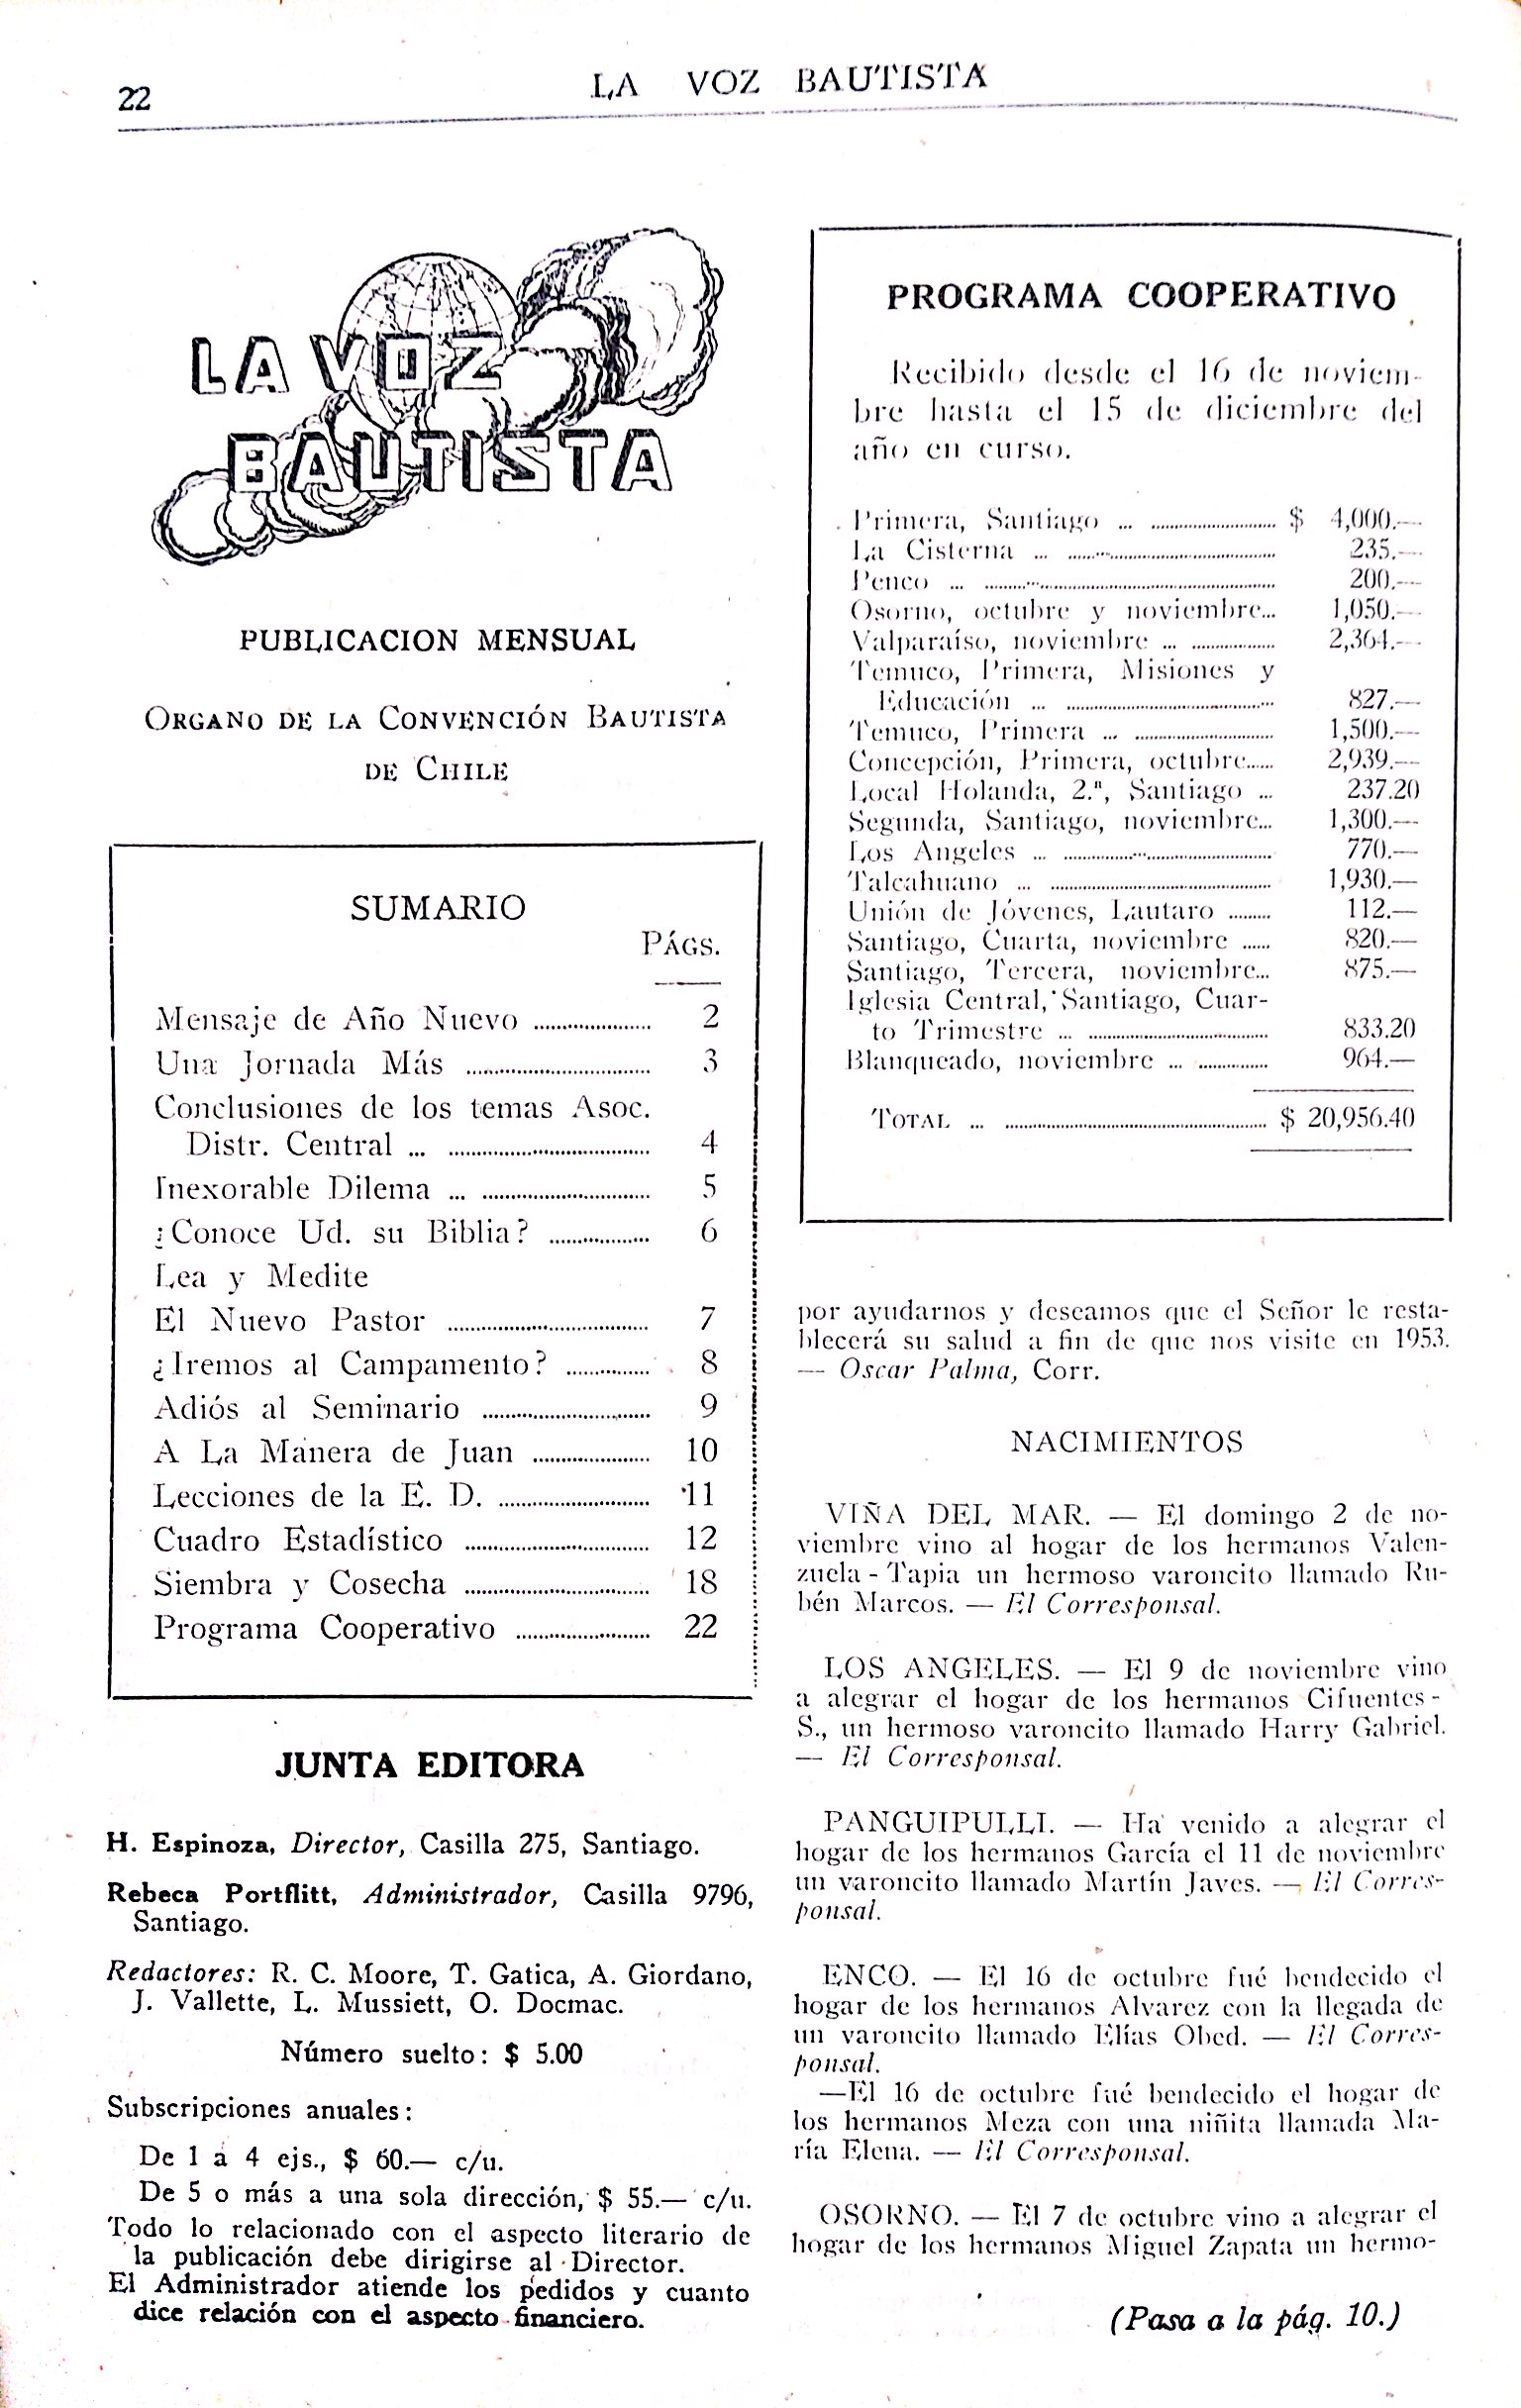 22
LA VOZ BAUTISTA
LA VOZ
BAUTISTA
PUBLICACION MENSUAL
ORGANO DE LA CONVENCIÓN BAUTISTA
DE CHILE
SUMARIO
PÁGS.
Mensaje de Año Nuevo .................... 2
Una Jornada Más .............................. 3
Conclusiones de los temas Asoc.
Distr. Central ... .................................. 4
Inexorable Dilema ... ............................ 5
¿Conoce Ud. su Biblia? ................. 6
Lea y Medite
El Nuevo Pastor .................................. 7
¿Iremos al Campamento? .............. 8
Adiós al Seminario ............................ 9
A La Manera de Juan .................... 10
Lecciones de la E. D. .......................... 11
Cuadro Estadístico ............................... 12
Siembra y Cosecha ............................... 18
Programa Cooperativo ....................... 22
JUNTA EDITORA
H. Espinoza, Director, Casilla 275, Santiago.
Rebeca Portflitt, Administrador, Casilla 9796,
Santiago.
Redactores: R. C. Moore, T. Gatica, A. Giordano,
J. Vallette, L. Mussiett, O. Docmac.
Número suelto: $ 5.00
Subscripciones anuales:
De 1 a 4 ejs., $ 60.— c/u.
De 5 o más a una sola dirección, $ 55.— c/u.
Todo lo relacionado con el aspecto literario de
la publicación debe dirigirse al Director.
El Administrador atiende los pedidos y cuanto
dice relación con el aspecto financiero.
PROGRAMA COOPERATIVO
Recibido desde el 16 de noviem-
bre hasta el 15 de diciembre del
año en curso.
Primera, Santiago ... .......................... $ 4,000.—
La Cisterna ... ........................................ 235.—
Penco ... ........................................................ 200.—
Osorno, octubre y noviembre... 1,050.—
Valparaíso, noviembre ... ................. 2,364.—
Temuco, Primera, Misiones y
Educación ... ........................................ 827.—
Temuco, Primera ... ............................ 1,500.—
Concepción, Primera, octubre...... 2,939.—
Local Holanda, 2.ª, Santiago ... 237.20
Segunda, Santiago, noviembre... 1,300.—
Los Angeles ... ........................................ 770.—
Talcahuano ... ........................................ 1,930.—
Unión de Jóvenes, Lautaro ......... 112.—
Santiago, Cuarta, noviembre ...... 820.—
Santiago, Tercera, noviembre... 875.—
Iglesia Central, Santiago, Cuar-
to Trimestre ... .................................... 833.20
Blanqueado, noviembre ... .............. 964.—
TOTAL ... .................................................... $ 20,956.40
por ayudarnos y deseamos que el Señor le resta-
blecerá su salud a fin de que nos visite en 1953.
— Oscar Palma, Corr.
NACIMIENTOS
VIÑA DEL MAR. — El domingo 2 de no-
viembre vino al hogar de los hermanos Valen-
zuela - Tapia un hermoso varoncito llamado Ru-
bén Marcos. — El Corresponsal.
LOS ANGELES. — El 9 de noviembre vino
a alegrar el hogar de los hermanos Cifuentes -
S., un hermoso varoncito llamado Harry Gabriel.
— El Corresponsal.
PANGUIPULLI. — Ha venido a alegrar el
hogar de los hermanos García el 11 de noviembre
un varoncito llamado Martín Javes. — El Corres-
ponsal.
ENCO. — El 16 de octubre fué bendecido el
hogar de los hermanos Alvarez con la llegada de
un varoncito llamado Elías Obed. — El Corres-
ponsal.
—El 16 de octubre fué bendecido el hogar de
los hermanos Meza con una niñita llamada Ma-
ría Elena. — El Corresponsal.
OSORNO. — El 7 de octubre vino a alegrar el
hogar de los hermanos Miguel Zapata un hermo-
(Pasa a la pág. 10.)